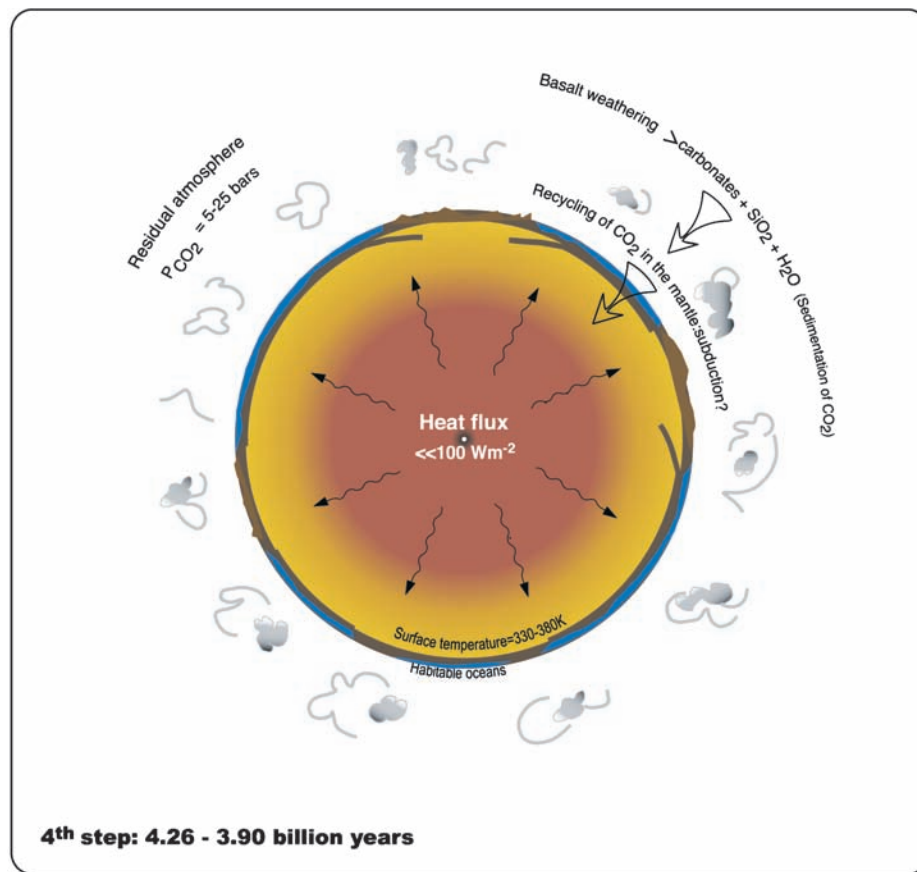 Basalt weathering > carbonates + SiO2 + H2O (Sedimentation of CO2)
Residual atmosphere
PCO2 = 5-25 bars
Recycling of CO2 in the mantle:subduction?
Heat flux
<<100 Wm-2
Surface temperature=330-380K
Habitable oceans
4th step: 4.26 - 3.90 billion years